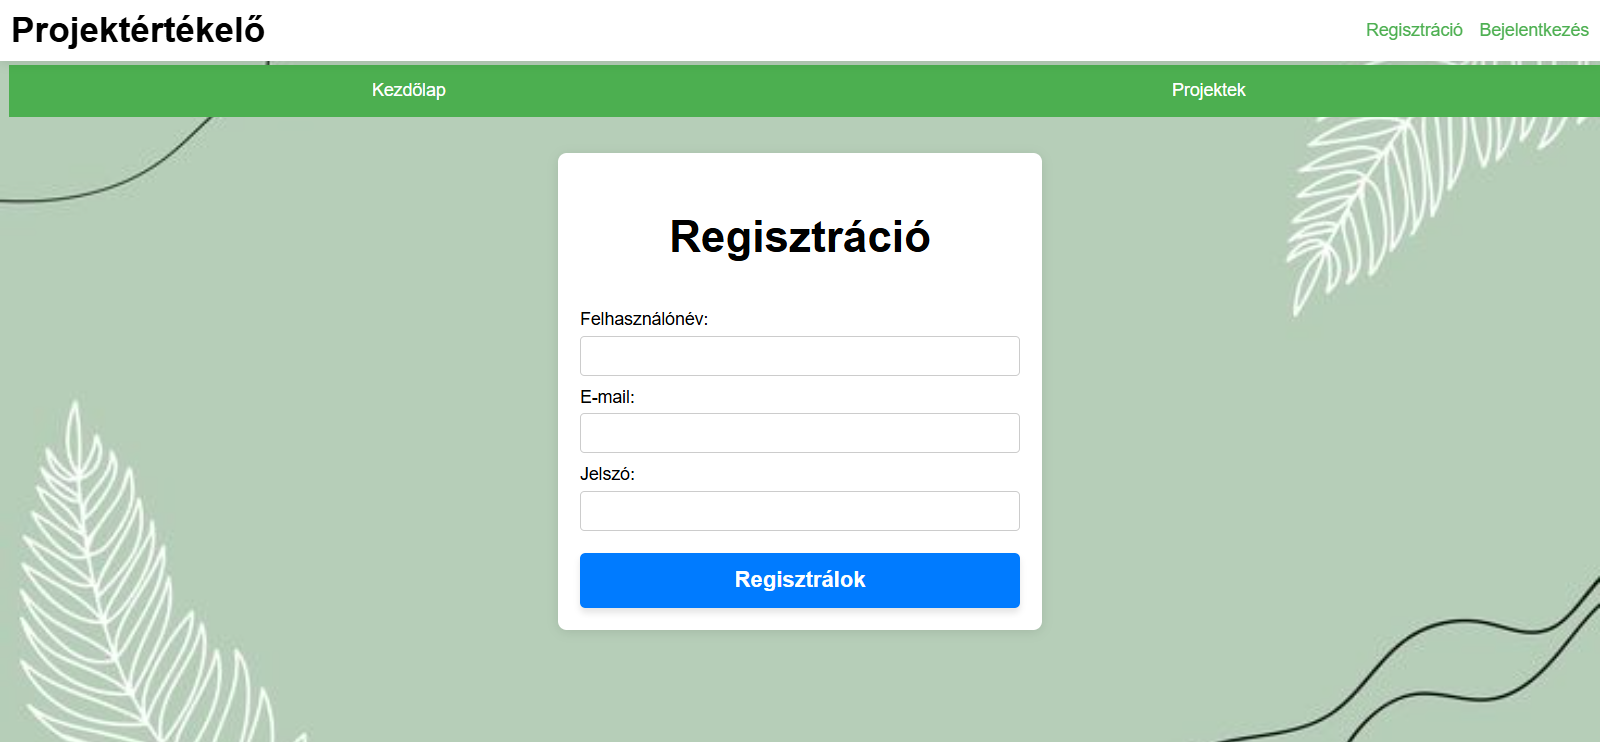 Projektértékelő
Regisztráció Bejelentkezés
Kezdőlap Projektek
Regisztráció
Felhasználónév:
E-mail:
Jelszó:
Regisztrálok